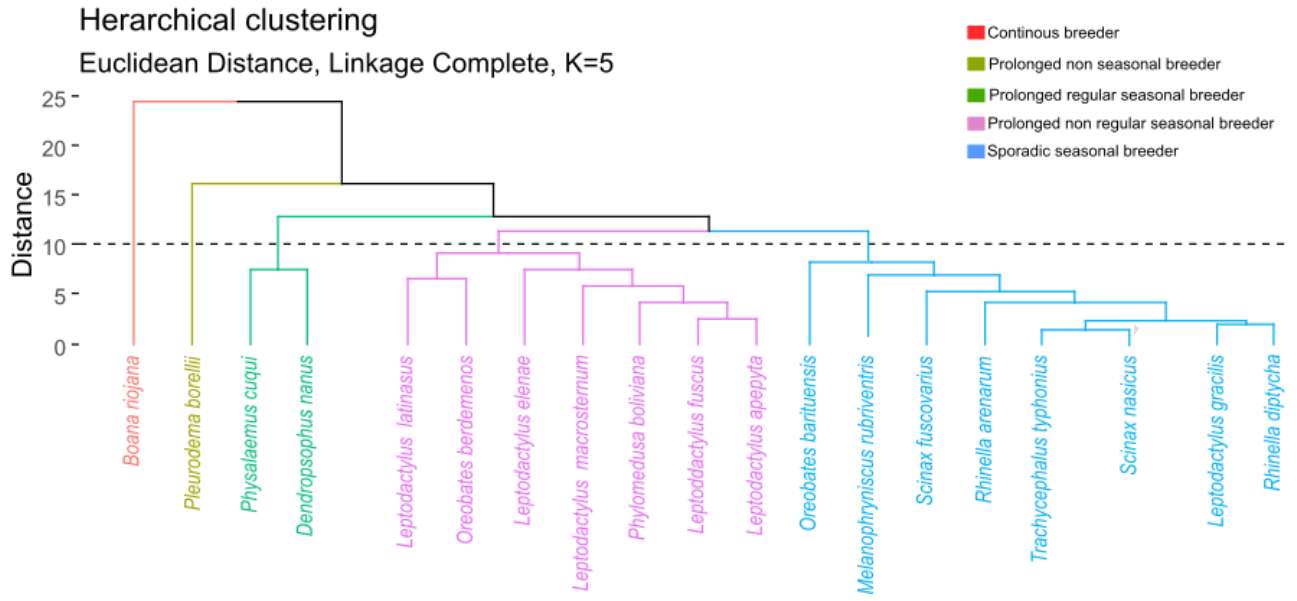 Herarchical clustering
Euclidean Distance, Linkage Complete, K=5
Continous breeder
Prolonged non seasonal breeder
Prolonged regular seasonal breeder
Prolonged non regular seasonal breeder
Sporadic seasonal breeder
Distance
25
20
15
10
5
0
Boana riojana
Pleurodema borellii
Physalaemus cuqui
Dendropsophus nanus
Leptodactylus latinasus
Oreobates berdemenos
Leptodactylus elenae
Leptodactylus macrosternum
Phylomedusa boliviana
Leptoddactylus fuscus
Leptodactylus apepyta
Oreobates barituensis
Melanophryniscus rubriventris
Scinax fuscovarius
Rhinella arenarum
Trachycephalus typhonius
Scinax nasicus
Leptodactylus gracilis
Rhinella diptycha